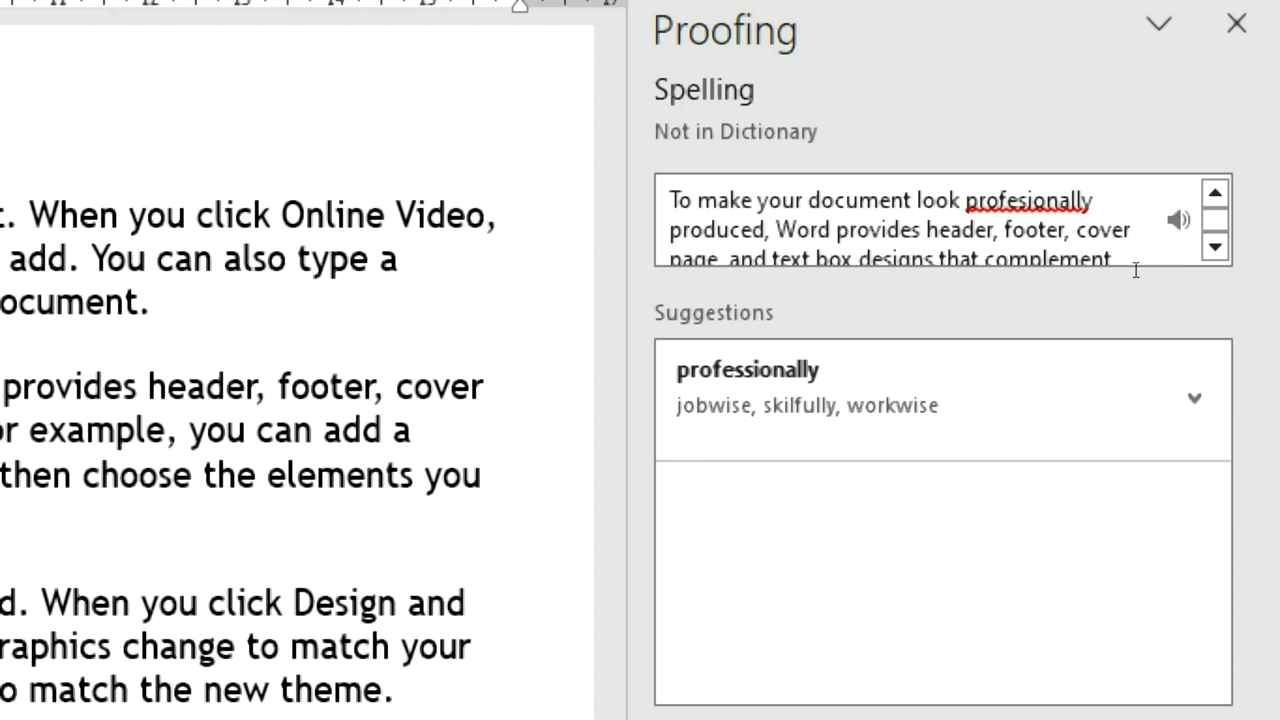 t. When you click Online Video,
add. You can also type a
ocument.
provides header, footer, cover
or example, you can add a
then choose the elements you
d. When you click Design and
raphics change to match your
o match the new theme.
Proofing
Spelling
Not in Dictionary
To make your document look profesionally
produced, Word provides header, footer, cover
page, and text box designs that complement
Suggestions
professionally
jobwise, skilfully, workwise